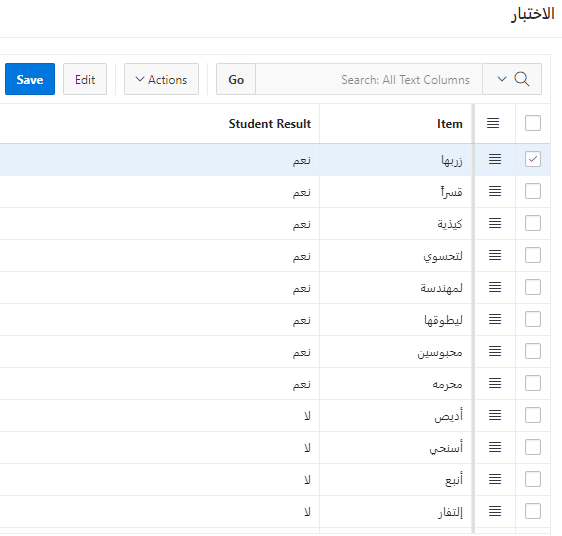 الاختبار
Search: All Text Columns Go Actions Edit Save
Item Student Result
زربها نعم
قسرأ نعم
كيذية نعم
لتحسوي نعم
لمهندسة نعم
ليطوقها نعم
محبوسين نعم
محرمه نعم
أديص لا
أسنحي لا
أنبع لا
إلتفار لا